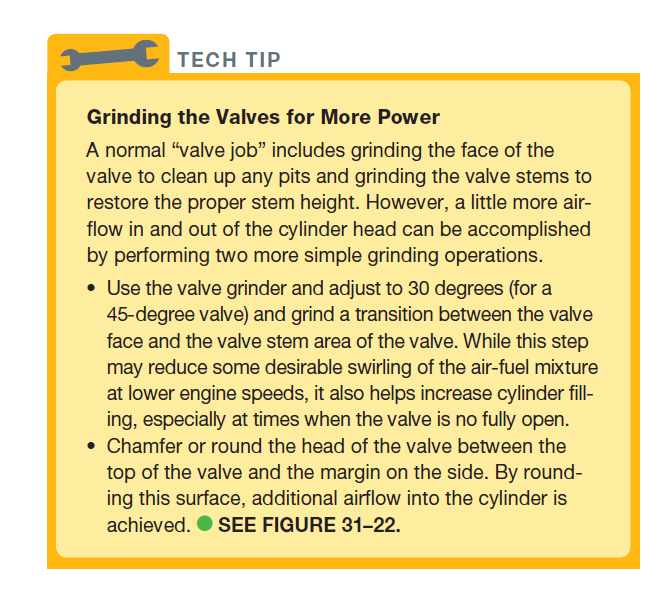 TECH TIP
Grinding the Valves for More Power
A normal “valve job” includes grinding the face of the
valve to clean up any pits and grinding the valve stems to
restore the proper stem height. However, a little more air-
flow in and out of the cylinder head can be accomplished
by performing two more simple grinding operations.
• Use the valve grinder and adjust to 30 degrees (for a
45-degree valve) and grind a transition between the valve
face and the valve stem area of the valve. While this step
may reduce some desirable swirling of the air-fuel mixture
at lower engine speeds, it also helps increase cylinder fill-
ing, especially at times when the valve is no fully open.
• Chamfer or round the head of the valve between the
top of the valve and the margin on the side. By round-
ing this surface, additional airflow into the cylinder is
achieved. ● SEE FIGURE 31–22.